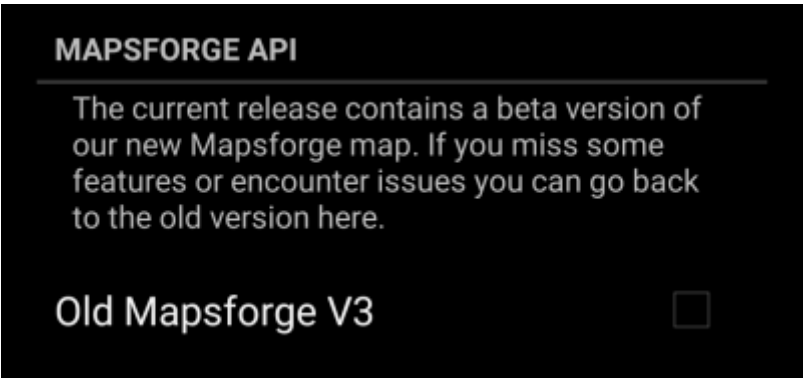 MAPSFORGE API
The current release contains a beta version of
our new Mapsforge map. If you miss some
features or encounter issues you can go back
to the old version here.
Old Mapsforge V3